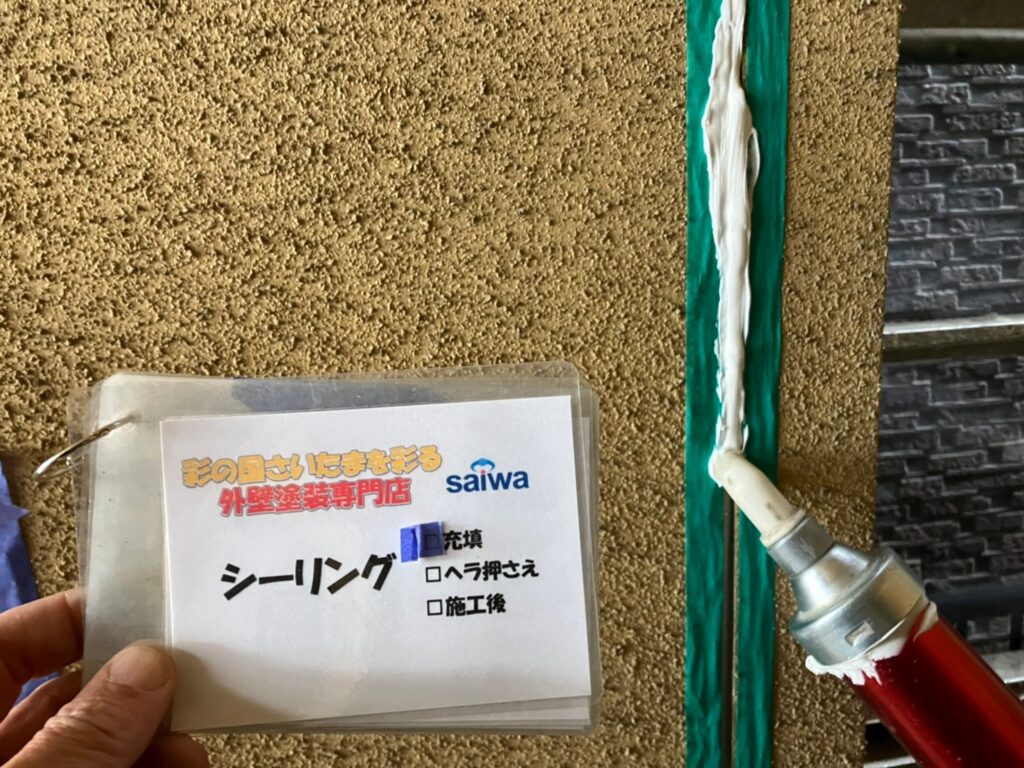 彩の国さいたまを彩る
外壁塗装専門店
saiwa
シーリング
□充填
□ヘラ押さえ
□施工後